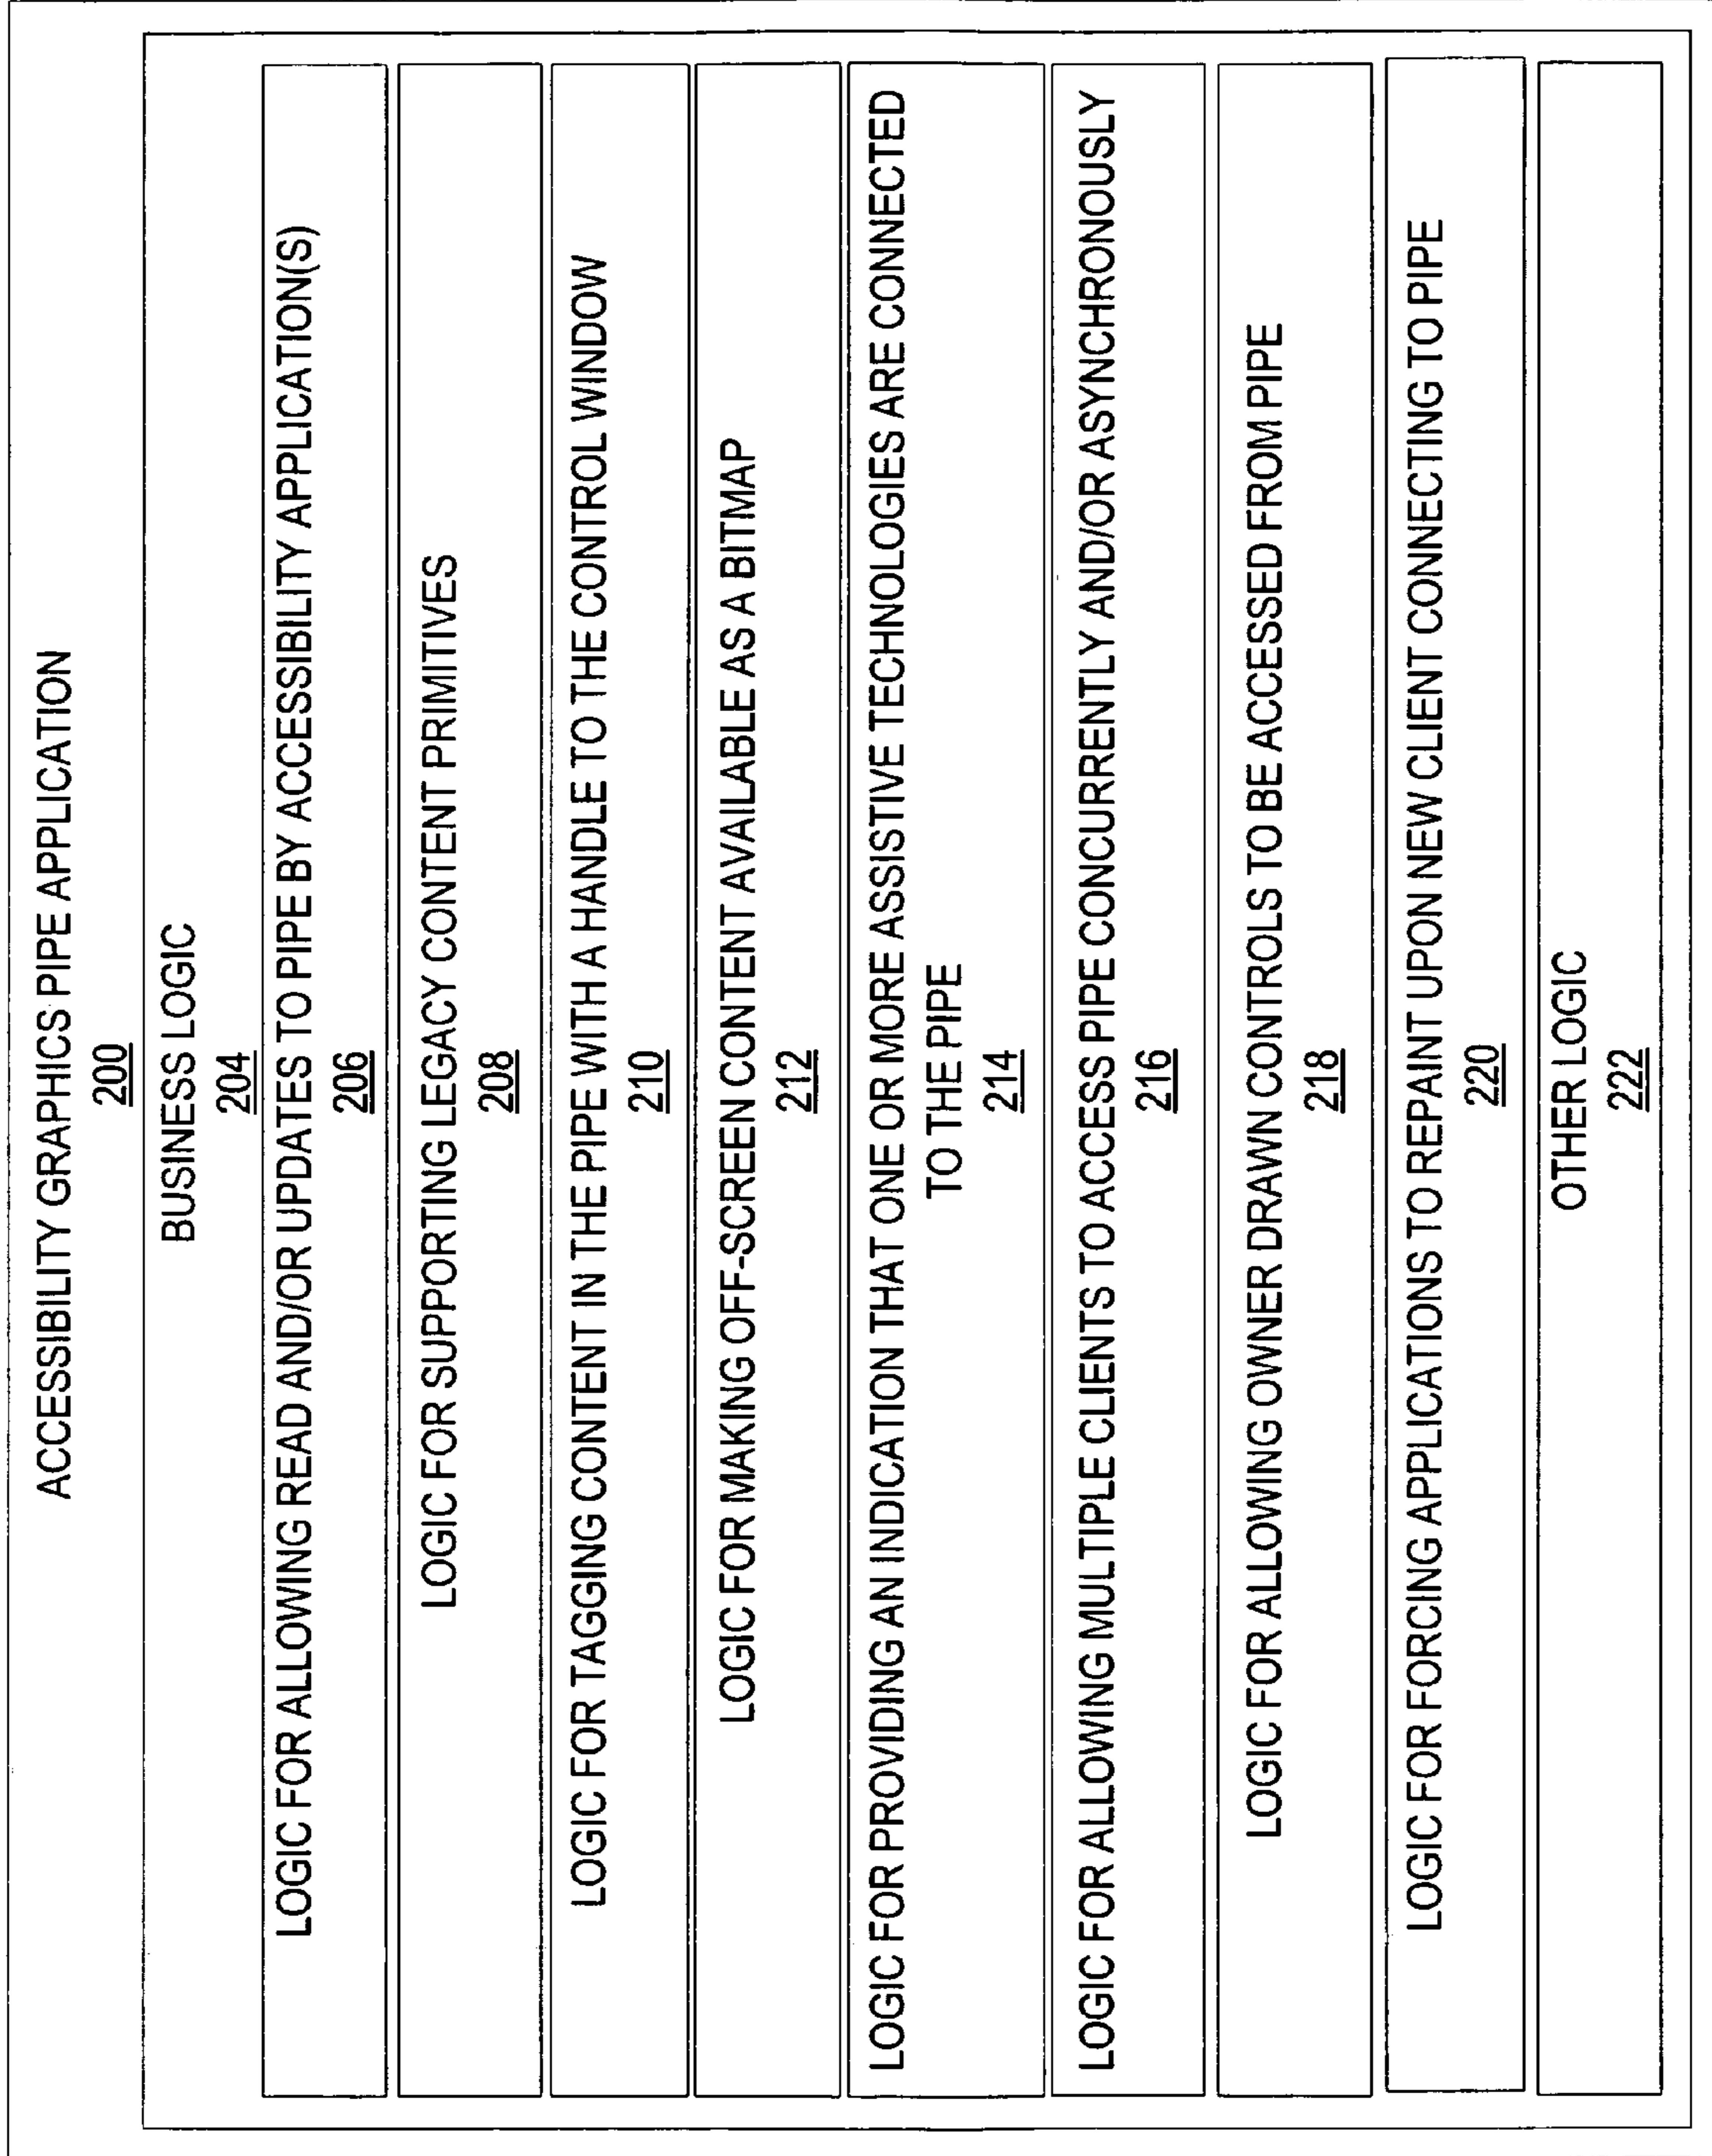 ACCESSIBILITY GRAPHICS PIPE APPLICATION
200
BUSINESS LOGIC
204
LOGIC FOR ALLOWING READ AND/OR UPDATES TO PIPE BY ACCESSIBILITY APPLICATION(S)
206
LOGIC FOR SUPPORTING LEGACY CONTENT PRIMITIVES
208
LOGIC FOR TAGGING CONTENT IN THE PIPE WITH A HANDLE TO THE CONTROL WINDOW
210
LOGIC FOR MAKING OFF-SCREEN CONTENT AVAILABLE AS A BITMAP
212
LOGIC FOR PROVIDING AN INDICATION THAT ONE OR MORE ASSISTIVE TECHNOLOGIES ARE CONNECTED
TO THE PIPE
214
LOGIC FOR ALLOWING MULTIPLE CLIENTS TO ACCESS PIPE CONCURRENTLY AND/OR ASYNCHRONOUSLY
216
LOGIC FOR ALLOWING OWNER DRAWN CONTROLS TO BE ACCESSED FROM PIPE
218
LOGIC FOR FORCING APPLICATIONS TO REPAINT UPON NEW CLIENT CONNECTING TO PIPE
220
OTHER LOGIC
222